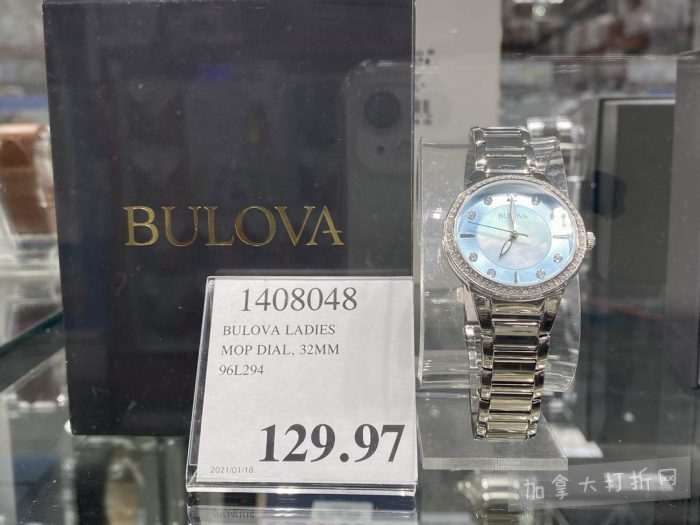 BULOVA
BULOVA
1408048
BULOVA LADIES
MOP DIAL, 32MM
96L294
129.97
2021/01/18
加拿大打折网